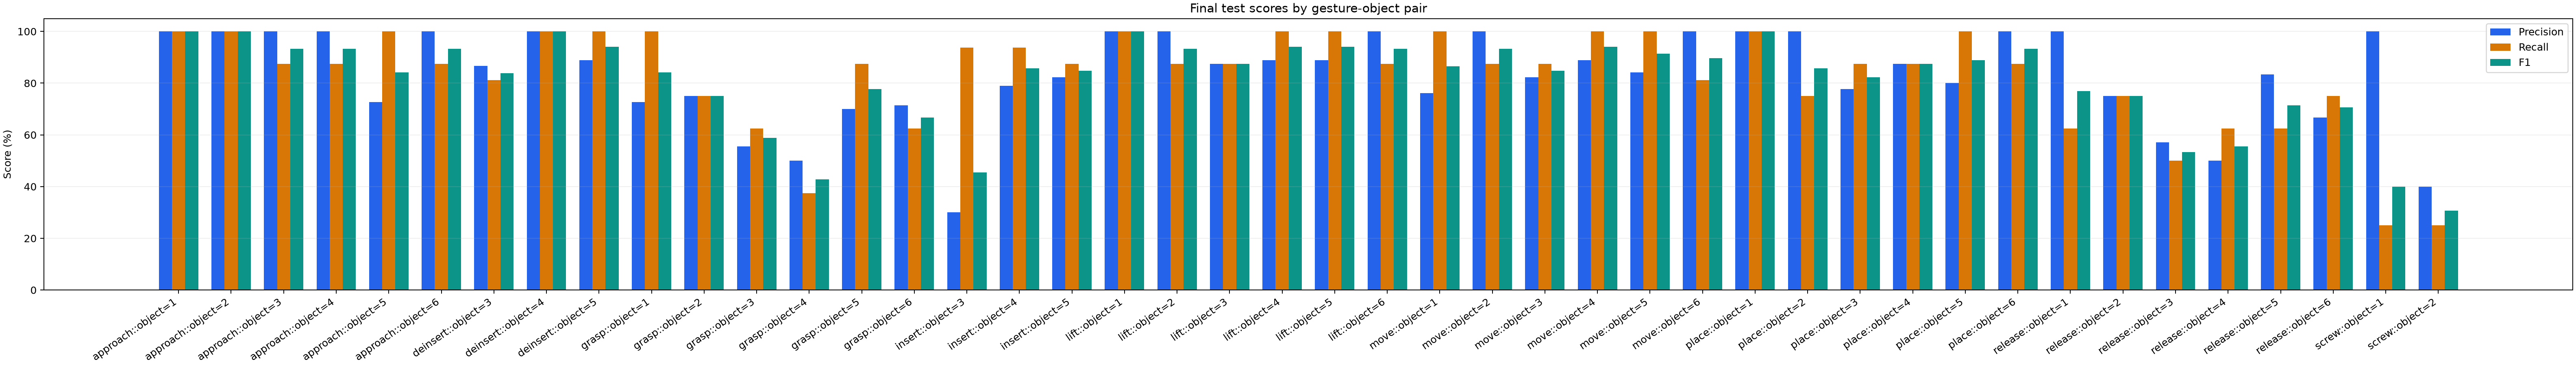 Final test scores by gesture-object pair
Precision
Recall
F1
Score (%)
100
80
60
40
20
0
approach::object=1
approach::object=2
approach::object=3
approach::object=4
approach::object=5
approach::object=6
deinsert::object=3
deinsert::object=4
deinsert::object=5
grasp::object=1
grasp::object=2
grasp::object=3
grasp::object=4
grasp::object=5
grasp::object=6
insert::object=3
insert::object=4
insert::object=5
lift::object=1
lift::object=2
lift::object=3
lift::object=4
lift::object=5
lift::object=6
move::object=1
move::object=2
move::object=3
move::object=4
move::object=5
move::object=6
place::object=1
place::object=2
place::object=3
place::object=4
place::object=5
place::object=6
release::object=1
release::object=2
release::object=3
release::object=4
release::object=5
release::object=6
screw::object=1
screw::object=2